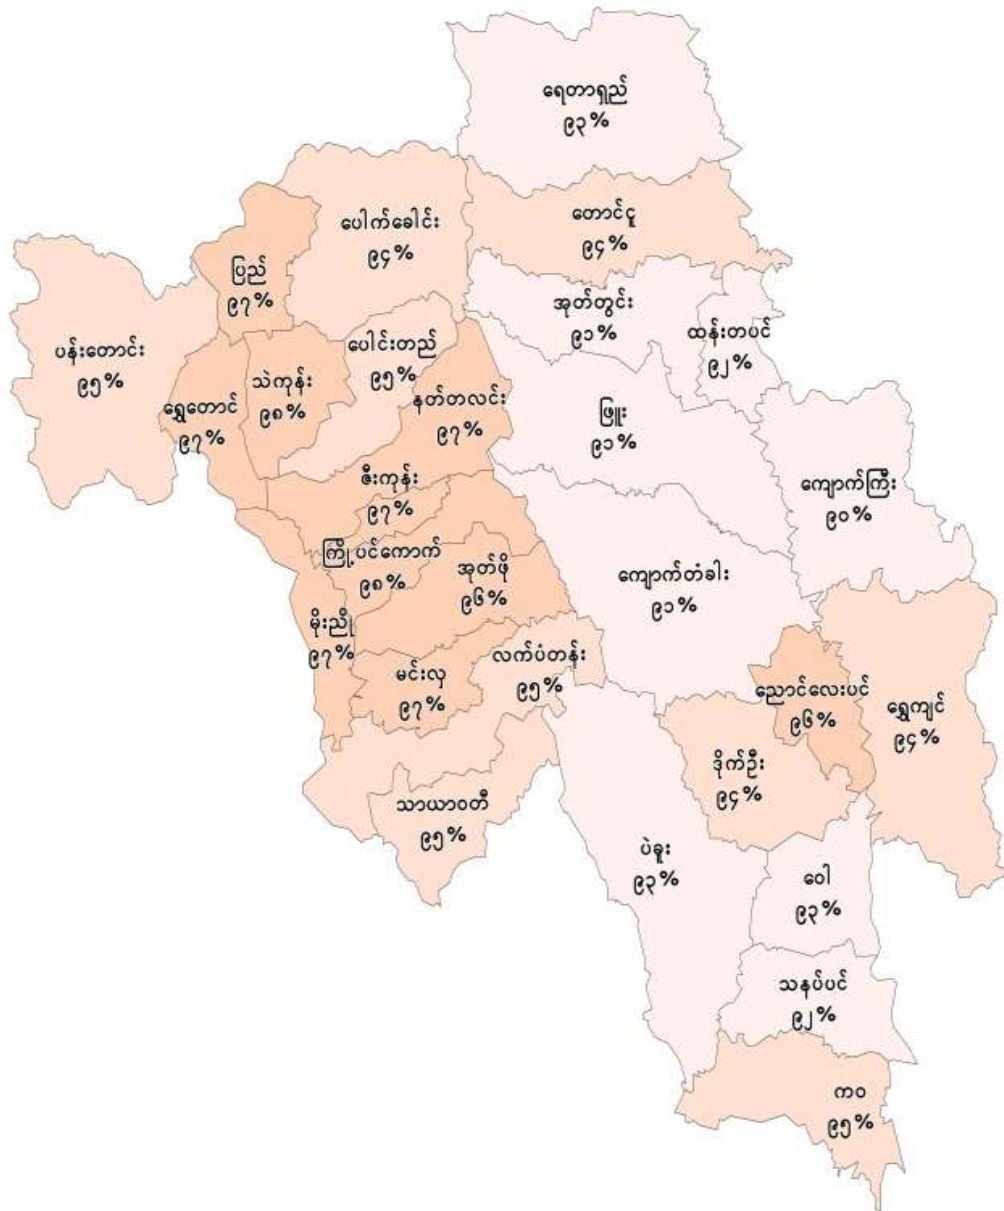 ရေတာရှည်
၉၃%
တောင်ငူ
၉၄%
ပေါက်ခေါင်း
၉၄%
ပြည်
၉၇%
အုတ်တွင်း
၉၁%
ထန်းတပင်
၉၂%
ပန်းတောင်း
၉၅%
ပေါင်းတည်
၉၅%
သဲကုန်း
၉၈%
ရွှေတောင်
၉၇%
နတ်တလင်း
၉၇%
ဖြူး
၉၁%
ကျောက်ကြီး
၉၀%
ဇီးကုန်း
၉၇%
ကြို့ပင်ကောက်
၉၈%
အုတ်ဖို
၉၆%
ကျောက်တံခါး
၉၁%
မိုးညို
၉၇%
မင်းလှ
၉၇%
လက်ပံတန်း
၉၅%
ညောင်လေးပင်
၉၆%
ရွှေကျင်
၉၄%
ဒိုက်ဦး
၉၄%
သာယာဝတီ
၉၅%
ပဲခူး
၉၃%
ဝေါ
၉၃%
သနပ်ပင်
၉၂%
ကဝ
၉၅%